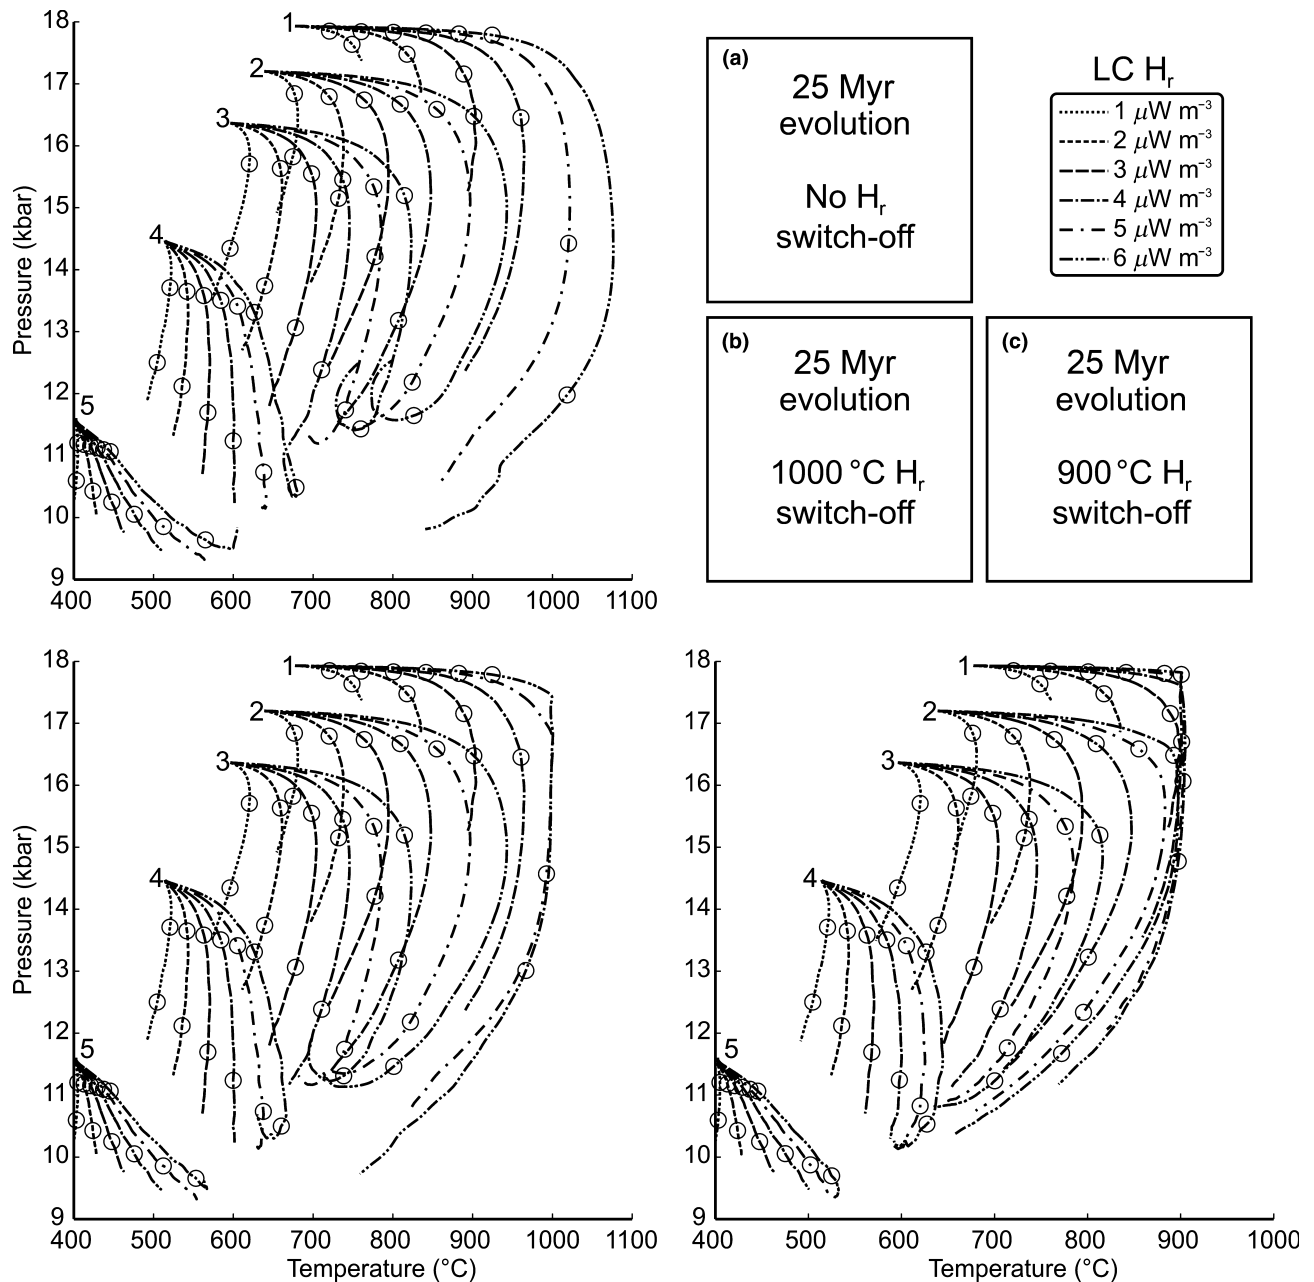 18
17
16
15
14
13
12
11
10
9
Pressure (kbar)
1
2
3
4
5
400 500 600 700 800 900 1000 1100
(a)
25 Myr
evolution
No Hr
switch-off
LC Hr
1 μW m⁻³
2 μW m⁻³
3 μW m⁻³
4 μW m⁻³
5 μW m⁻³
6 μW m⁻³
(b)
25 Myr
evolution
1000 °C Hr
switch-off
(c)
25 Myr
evolution
900 °C Hr
switch-off
18
17
16
15
14
13
12
11
10
9
Pressure (kbar)
1
2
3
4
5
400 500 600 700 800 900 1000
Temperature (°C)
18
17
16
15
14
13
12
11
10
9
1
2
3
4
5
400 500 600 700 800 900 1000
Temperature (°C)